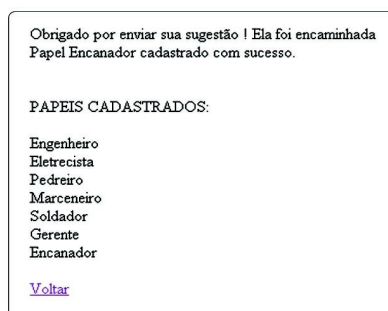 Obrigado por enviar sua sugestão ! Ela foi encaminhada
Papel Encanador cadastrado com sucesso.
PAPEIS CADASTRADOS:
Engenheiro
Eletrecista
Pedreiro
Marceneiro
Soldador
Gerente
Encanador
Voltar